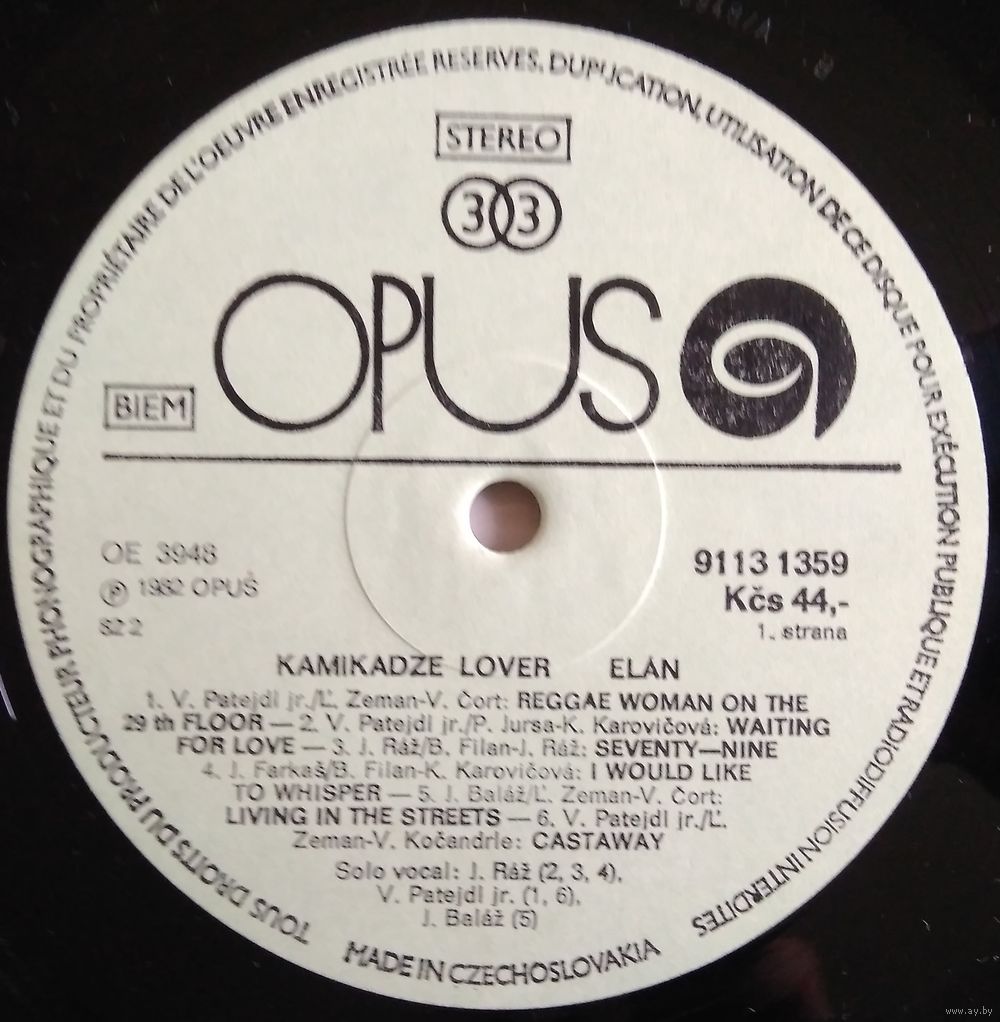 TOUS DROITS DU PRODUCTEUR PHONOGRAPHIQUE ET DU PROPRIÉTAIRE DE L'OEUVRE ENREGISTRÉE RESERVES. DUPLICATION, UTILISATION DE CE DISQUE POUR EXÉCUTION PUBLIQUE ET RADIODIFFUSION INTERDITES
STEREO
33
OPUS
BIEM
OE 3948
℗ 1982 OPUS
82 2
9113 1359
Kčs 44,-
1. strana
KAMIKADZE LOVER ELÁN
1. V. Patejdl jr./Ľ. Zeman-V. Čort: REGGAE WOMAN ON THE
29 th FLOOR — 2. V. Patejdl jr./P. Jursa-K. Karovičová: WAITING
FOR LOVE — 3. J. Ráž/B. Filan-J. Ráž: SEVENTY—NINE
4. J. Farkaš/B. Filan-K. Karovičová: I WOULD LIKE
TO WHISPER — 5. J. Baláž/Ľ. Zeman-V. Čort:
LIVING IN THE STREETS — 6. V. Patejdl jr./Ľ.
Zeman-V. Kočandrle: CASTAWAY
Solo vocal: J. Ráž (2, 3, 4),
V. Patejdl jr. (1, 6),
J. Baláž (5)
MADE IN CZECHOSLOVAKIA
www.ay.by